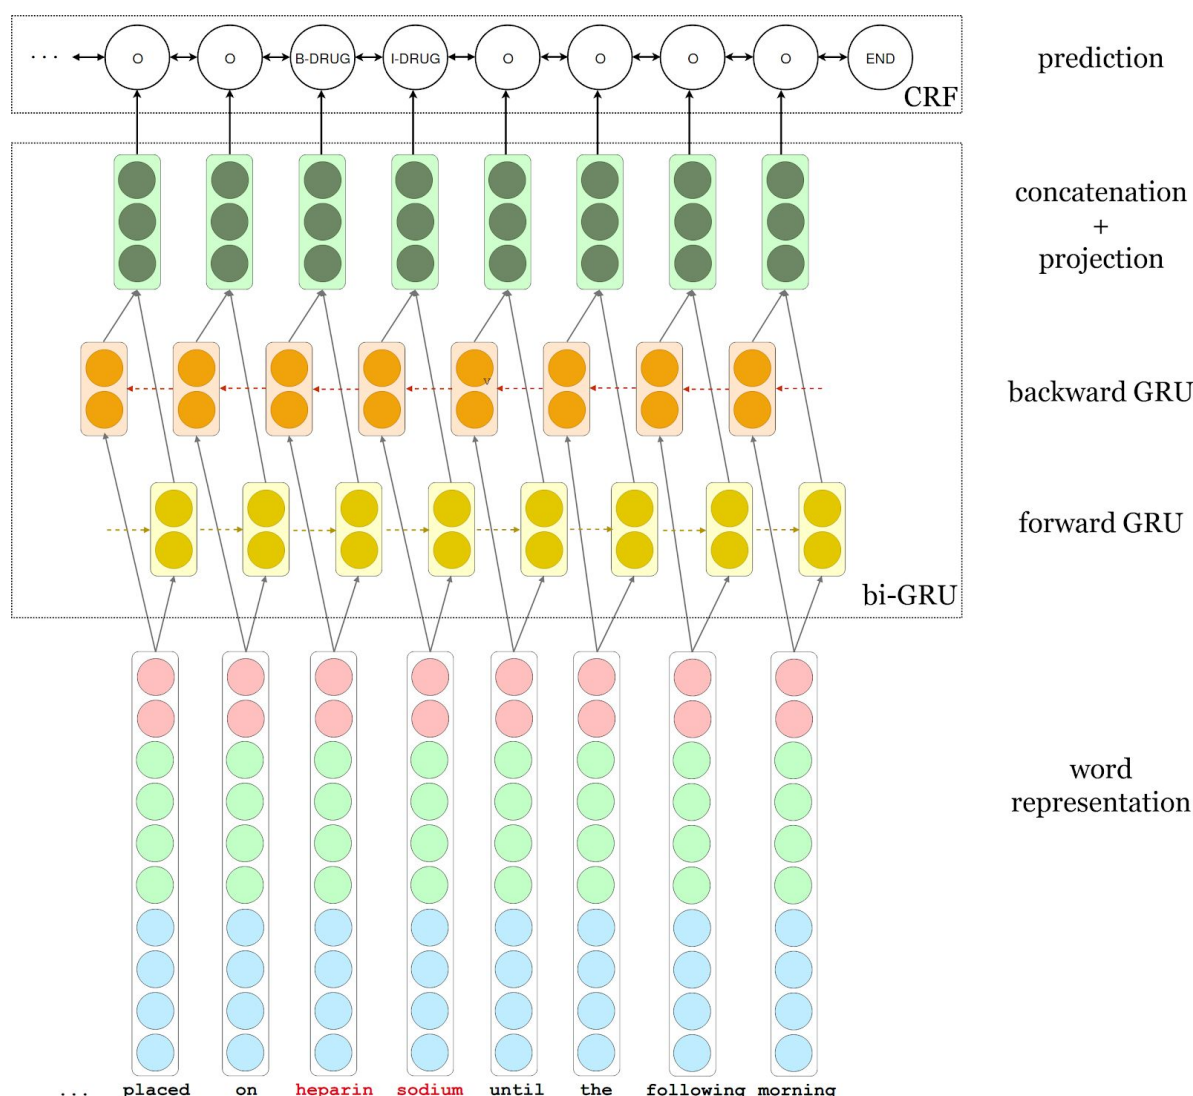 ... O O B-DRUG I-DRUG O O O O END
prediction
CRF
concatenation
+
projection
backward GRU
v
forward GRU
bi-GRU
word
representation
... placed on heparin sodium until the following morning